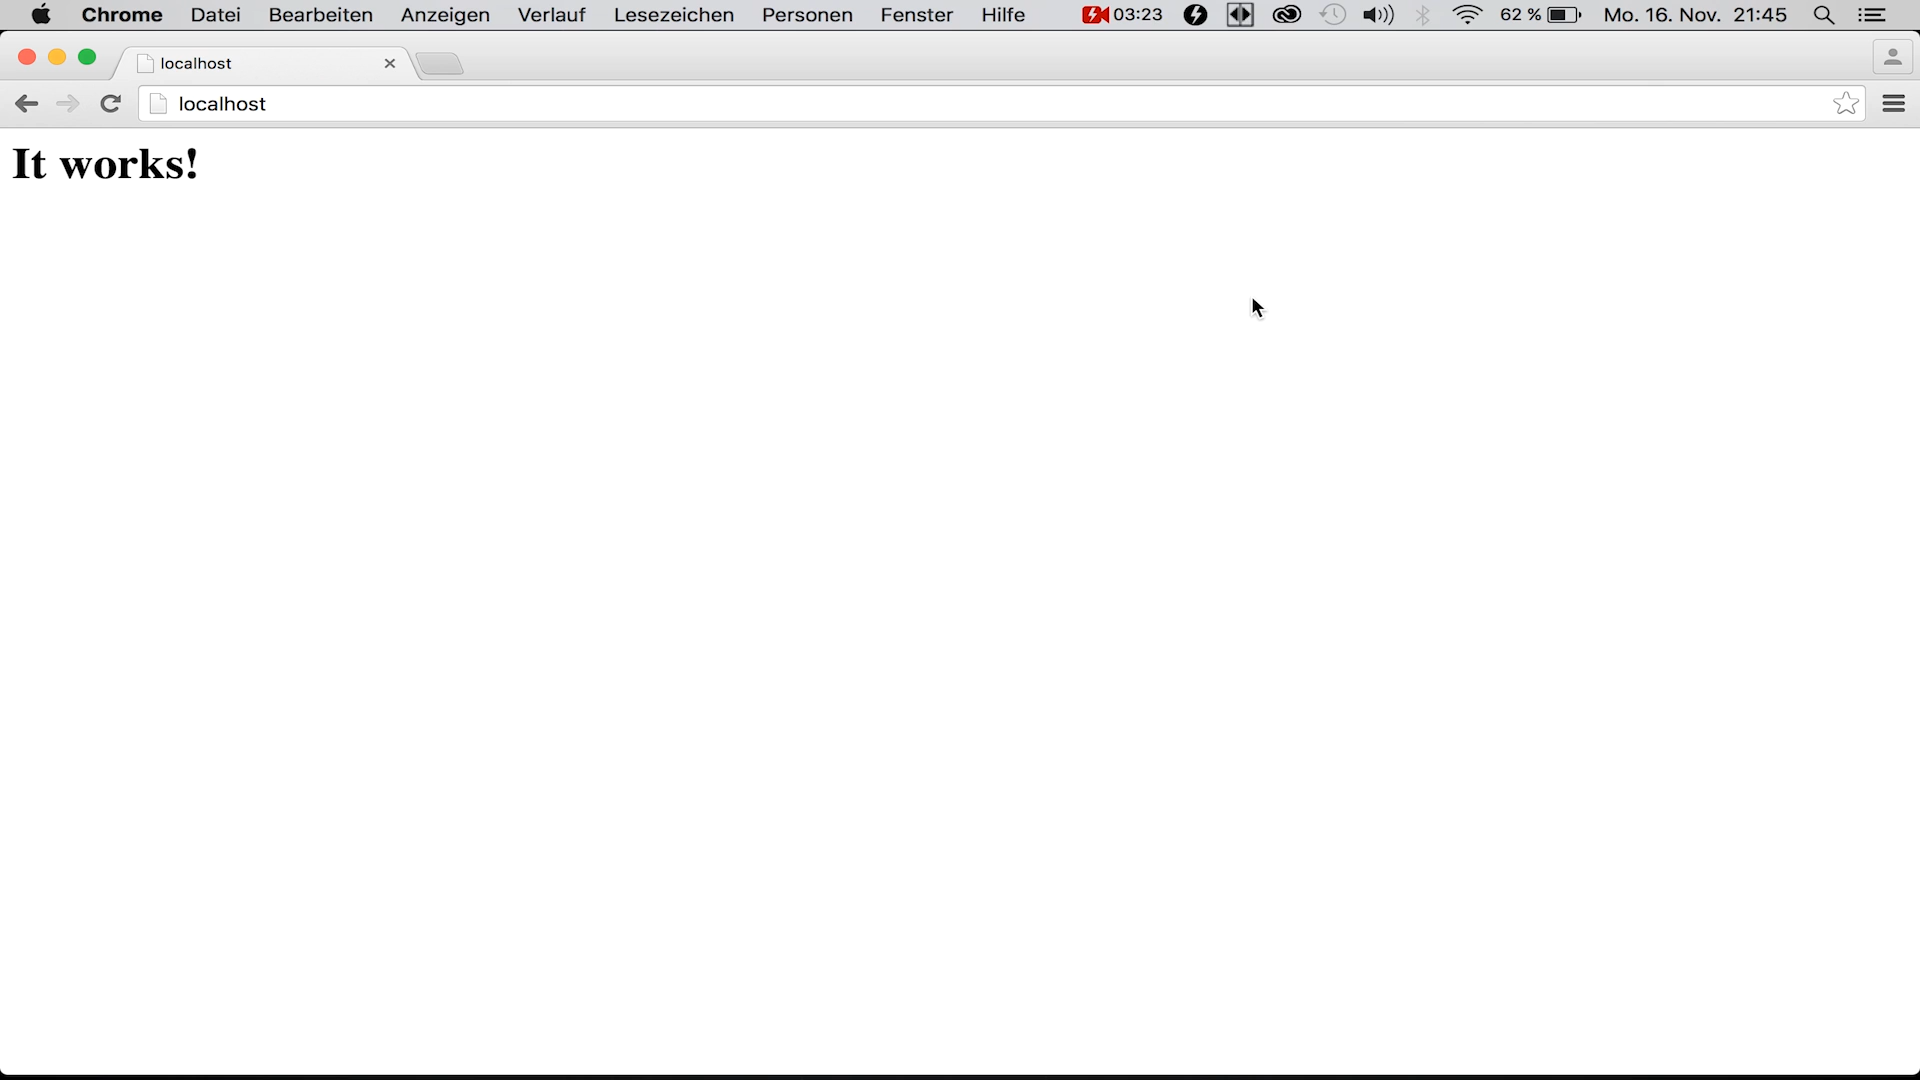 Chrome Datei Bearbeiten Anzeigen Verlauf Lesezeichen Personen Fenster Hilfe 03:23 62 % Mo. 16. Nov. 21:45
localhost
localhost
It works!